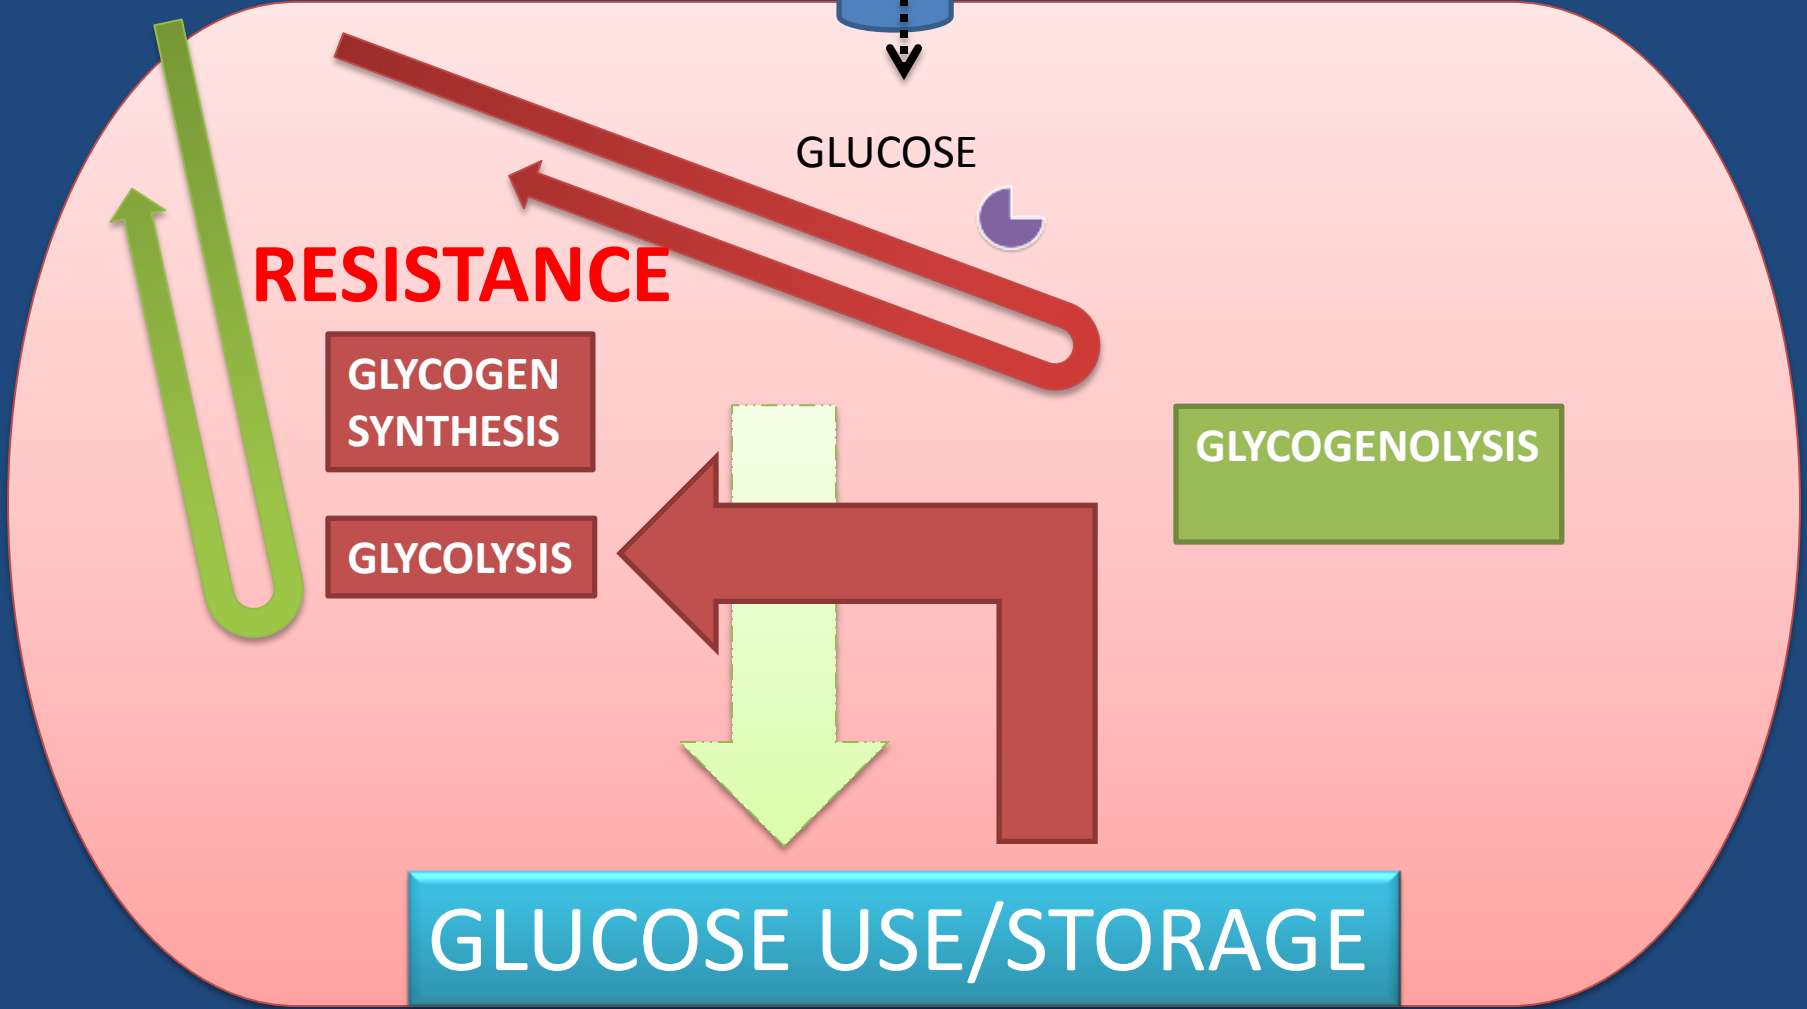 GLUCOSE
RESISTANCE
GLYCOGEN
SYNTHESIS
GLYCOGENOLYSIS
GLYCOLYSIS
GLUCOSE USE/STORAGE